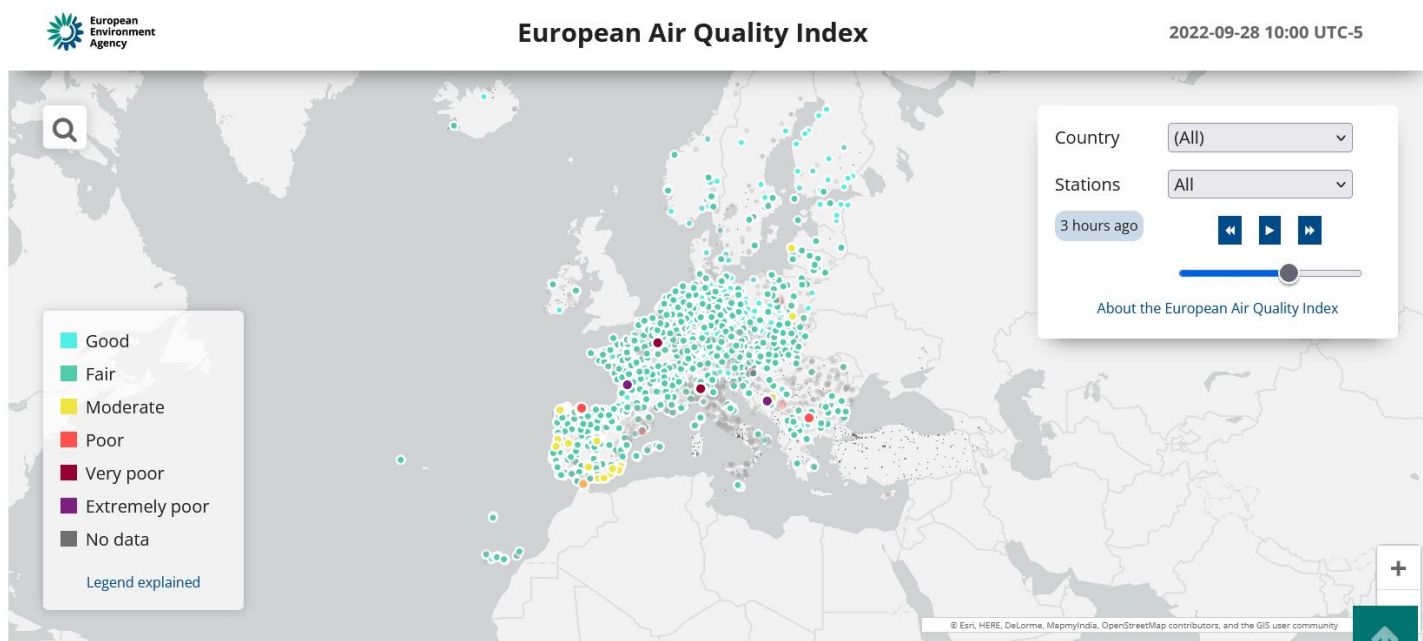 European
Environment
Agency
European Air Quality Index
2022-09-28 10:00 UTC-5
Country
(All)
Stations
All
3 hours ago
About the European Air Quality Index
Good
Fair
Moderate
Poor
Very poor
Extremely poor
No data
Legend explained
+
© Esri, HERE, DeLorme, MapmyIndia, OpenStreetMap contributors, and the GIS user community